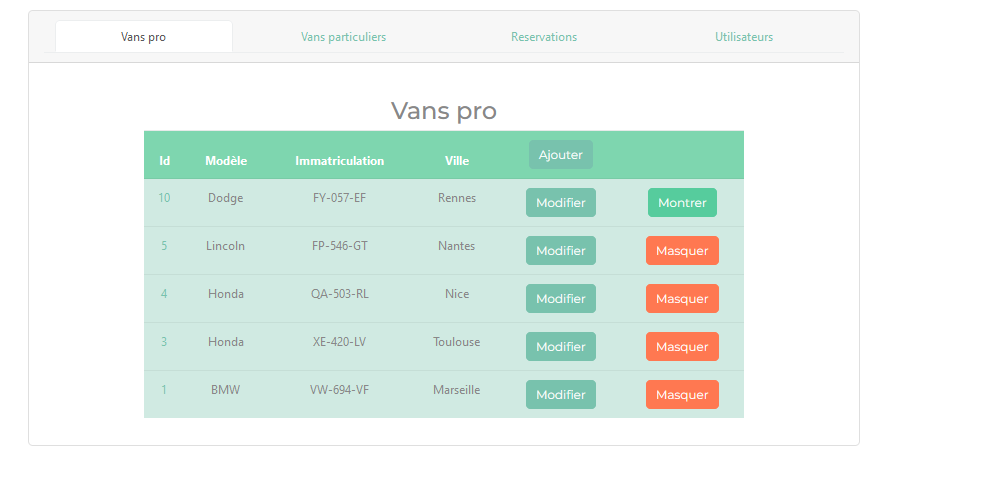 Vans pro Vans particuliers Reservations Utilisateurs
Vans pro
Id Modèle Immatriculation Ville Ajouter
10 Dodge FY-057-EF Rennes Modifier Montrer
5 Lincoln FP-546-GT Nantes Modifier Masquer
4 Honda QA-503-RL Nice Modifier Masquer
3 Honda XE-420-LV Toulouse Modifier Masquer
1 BMW VW-694-VF Marseille Modifier Masquer